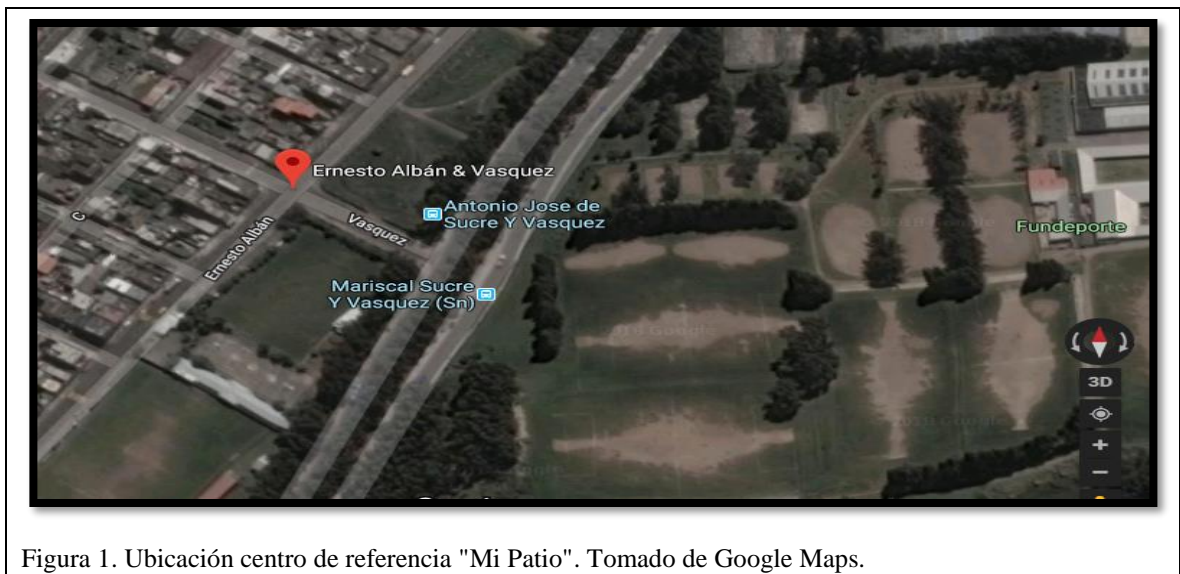 Ernesto Albán & Vasquez
Antonio Jose de
Sucre Y Vasquez
C
Ernesto Albán
Vasquez
Fundeporte
Mariscal Sucre
Y Vasquez (Sn)
3D
+
−
Figura 1. Ubicación centro de referencia "Mi Patio". Tomado de Google Maps.